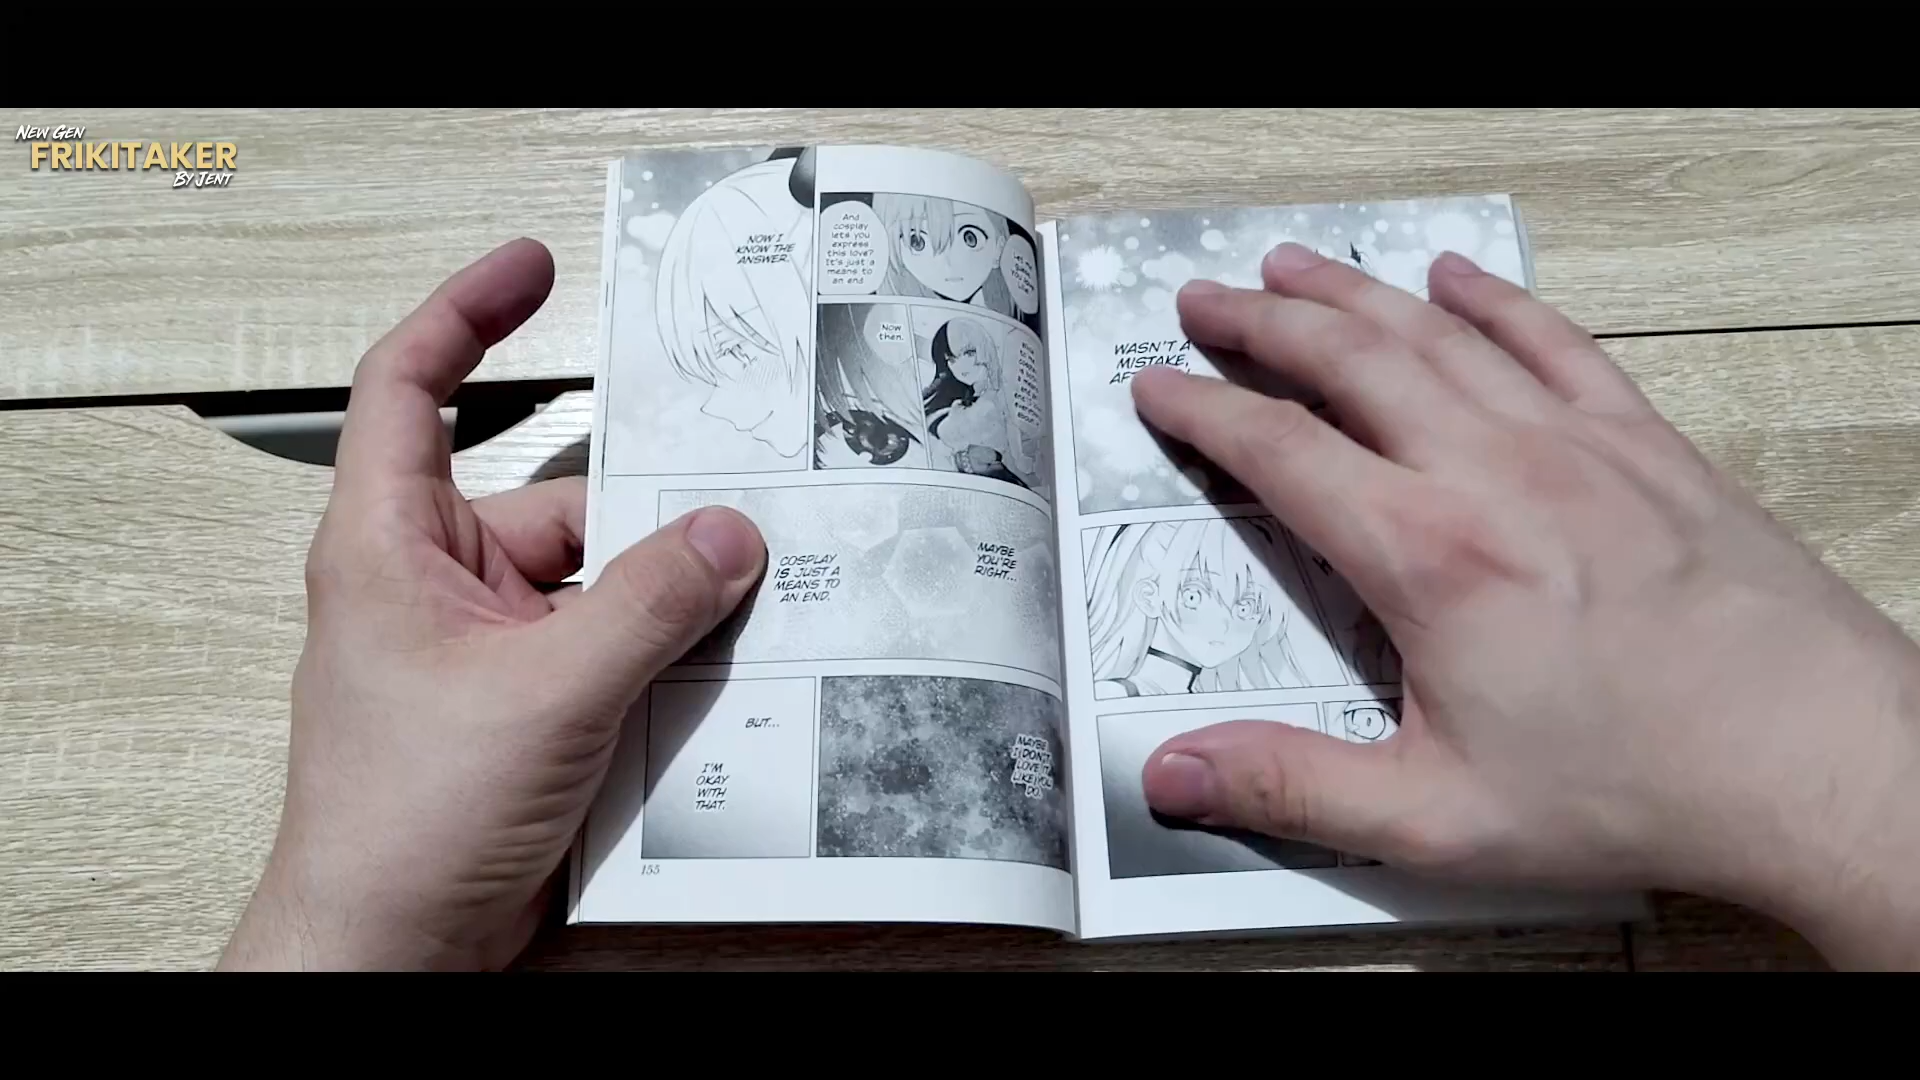 NEW GEN
FRIKITAKER
BY JENT
NOW I
KNOW THE
ANSWER.
And
cosplay
lets you
express
this love?
It's just a
means to
an end
Now
then.
COSPLAY
IS JUST A
MEANS TO
AN END.
MAYBE
YOU'RE
RIGHT...
BUT...
I'M
OKAY
WITH
THAT.
MAYBE
I DON'T
LOVE IT
LIKE YOU
DO.
155
WASN'T A
MISTAKE,